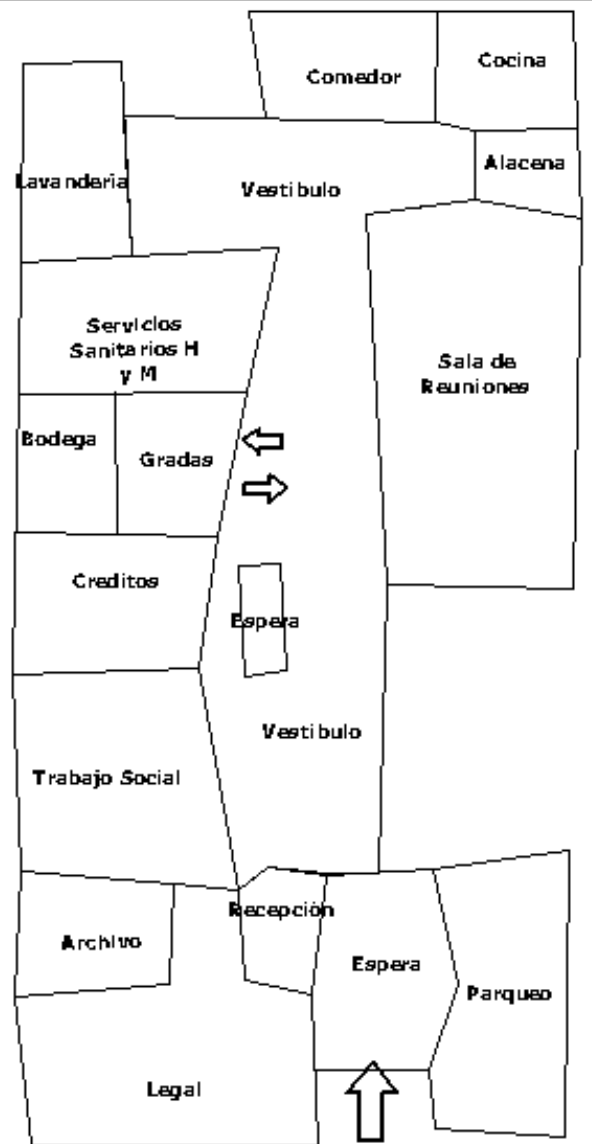 Comedor
Cocina
Lavanderia
Vestibulo
Alacena
Servicios
Sanitarios H
y M
Sala de
Reuniones
Bodega
Gradas
Creditos
Espera
Vestibulo
Trabajo Social
Recepción
Archivo
Espera
Parqueo
Legal